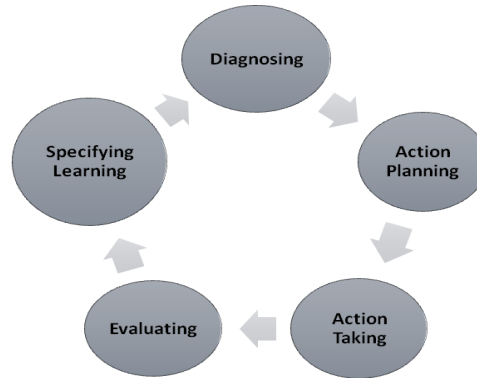 Diagnosing
Action
Planning
Action
Taking
Evaluating
Specifying
Learning